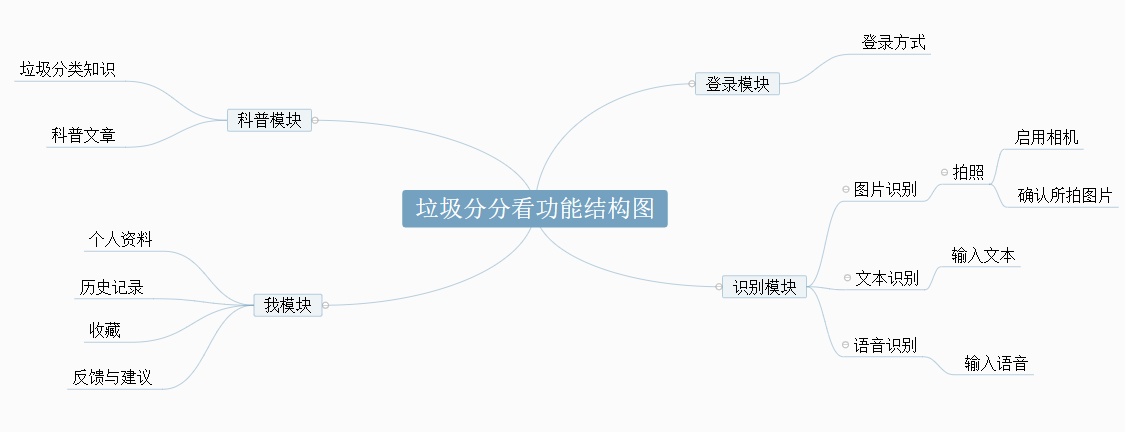 垃圾分分看功能结构图
登录模块
登录方式
识别模块
图片识别
拍照
启用相机
确认所拍图片
文本识别
输入文本
语音识别
输入语音
科普模块
垃圾分类知识
科普文章
我模块
个人资料
历史记录
收藏
反馈与建议